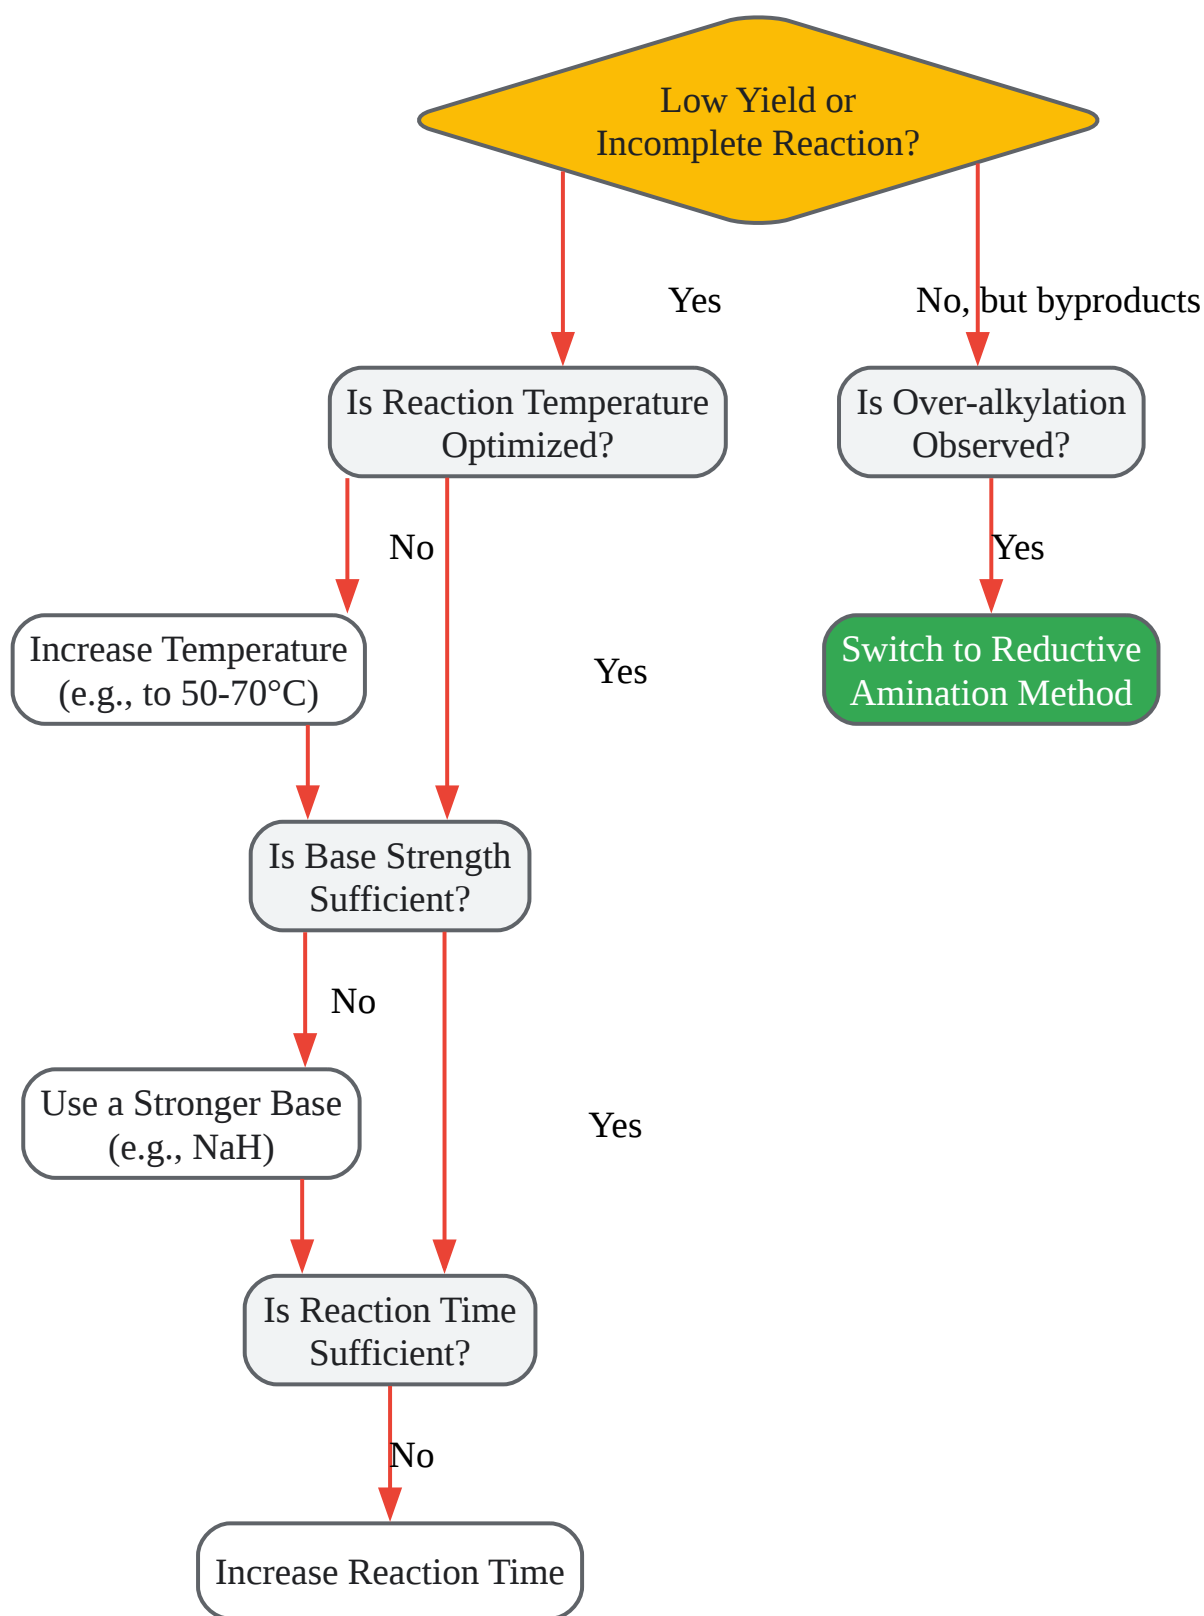 Low Yield or
Incomplete Reaction?
Yes
No, but byproducts
Is Reaction Temperature
Optimized?
Is Over-alkylation
Observed?
No
Yes
Increase Temperature
(e.g., to 50-70°C)
Yes
Switch to Reductive
Amination Method
Is Base Strength
Sufficient?
No
Use a Stronger Base
(e.g., NaH)
Yes
Is Reaction Time
Sufficient?
No
Increase Reaction Time